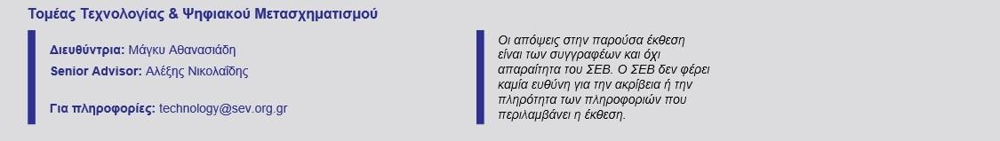 Τομέας Τεχνολογίας & Ψηφιακού Μετασχηματισμού
Διευθύντρια: Μάγκυ Αθανασιάδη
Senior Advisor: Αλέξης Νικολαΐδης
Για πληροφορίες: technology@sev.org.gr
Οι απόψεις στην παρούσα έκθεση
είναι των συγγραφέων και όχι
απαραίτητα του ΣΕΒ. Ο ΣΕΒ δεν φέρει
καμία ευθύνη για την ακρίβεια ή την
πληρότητα των πληροφοριών που
περιλαμβάνει η έκθεση.